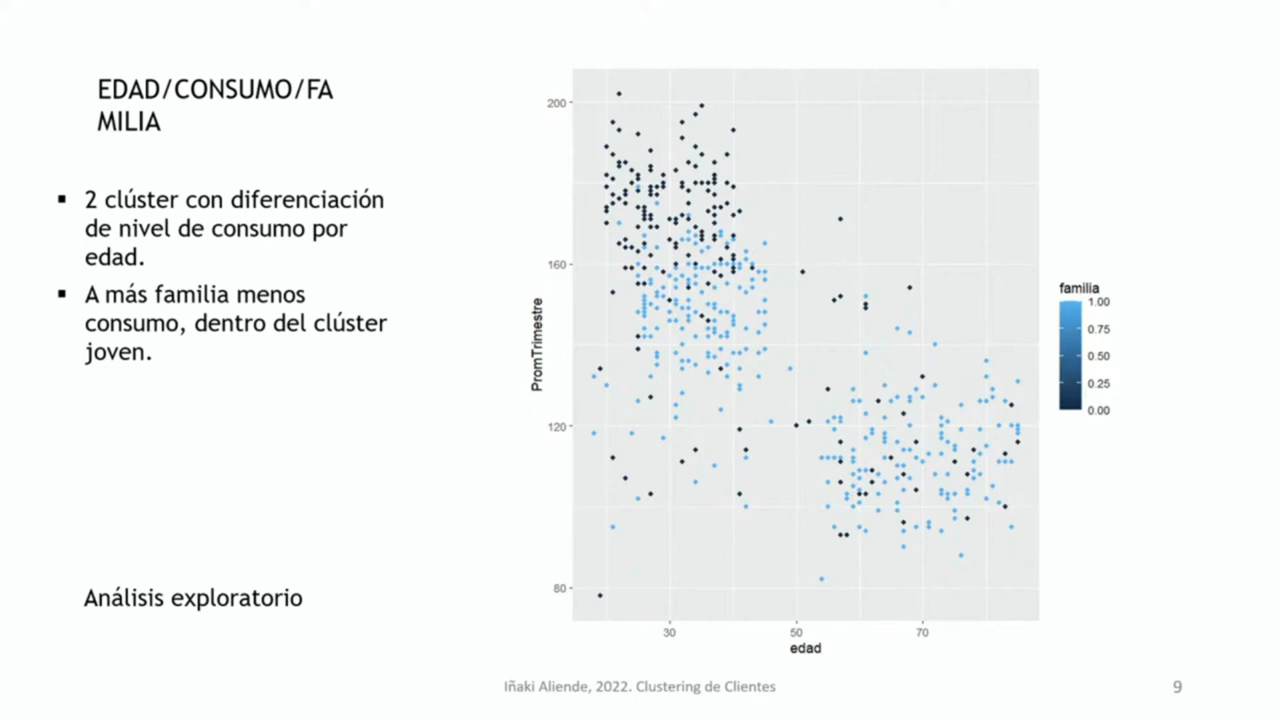 EDAD/CONSUMO/FA
MILIA
▪ 2 clúster con diferenciación
de nivel de consumo por
edad.
▪ A más familia menos
consumo, dentro del clúster
joven.
Análisis exploratorio
200
160
120
80
PromTrimestre
30
50
70
edad
familia
1.00
0.75
0.50
0.25
0.00
Iñaki Aliende, 2022. Clustering de Clientes
9